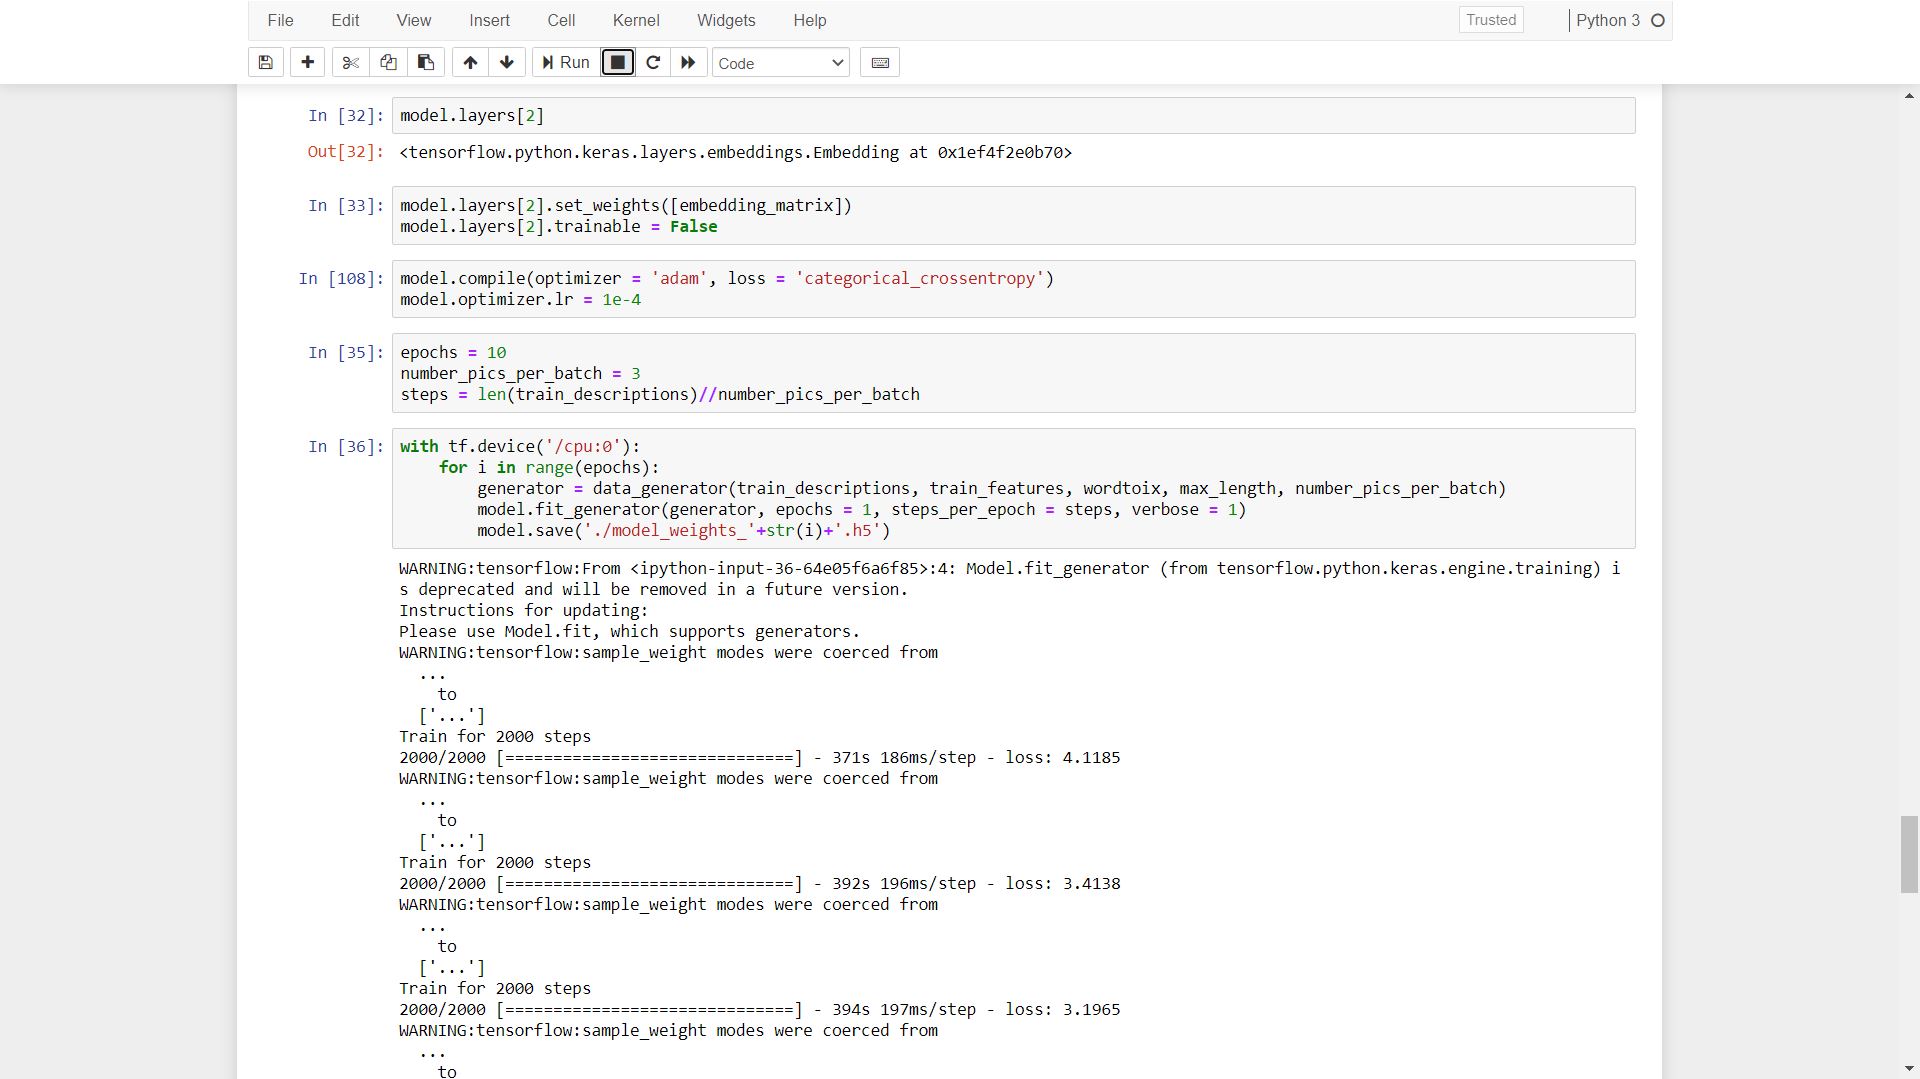 File Edit View Insert Cell Kernel Widgets Help Trusted Python 3
Run Code
In [32]: model.layers[2]
Out[32]: <tensorflow.python.keras.layers.embeddings.Embedding at 0x1ef4f2e0b70>
In [33]: model.layers[2].set_weights([embedding_matrix])
model.layers[2].trainable = False
In [108]: model.compile(optimizer = 'adam', loss = 'categorical_crossentropy')
model.optimizer.lr = 1e-4
In [35]: epochs = 10
number_pics_per_batch = 3
steps = len(train_descriptions)//number_pics_per_batch
In [36]: with tf.device('/cpu:0'):
    for i in range(epochs):
        generator = data_generator(train_descriptions, train_features, wordtoix, max_length, number_pics_per_batch)
        model.fit_generator(generator, epochs = 1, steps_per_epoch = steps, verbose = 1)
        model.save('./model_weights_'+str(i)+'.h5')
WARNING:tensorflow:From <ipython-input-36-64e05f6a6f85>:4: Model.fit_generator (from tensorflow.python.keras.engine.training) i
s deprecated and will be removed in a future version.
Instructions for updating:
Please use Model.fit, which supports generators.
WARNING:tensorflow:sample_weight modes were coerced from
  ...
    to
  ['...']
Train for 2000 steps
2000/2000 [==============================] - 371s 186ms/step - loss: 4.1185
WARNING:tensorflow:sample_weight modes were coerced from
  ...
    to
  ['...']
Train for 2000 steps
2000/2000 [==============================] - 392s 196ms/step - loss: 3.4138
WARNING:tensorflow:sample_weight modes were coerced from
  ...
    to
  ['...']
Train for 2000 steps
2000/2000 [==============================] - 394s 197ms/step - loss: 3.1965
WARNING:tensorflow:sample_weight modes were coerced from
  ...
    to